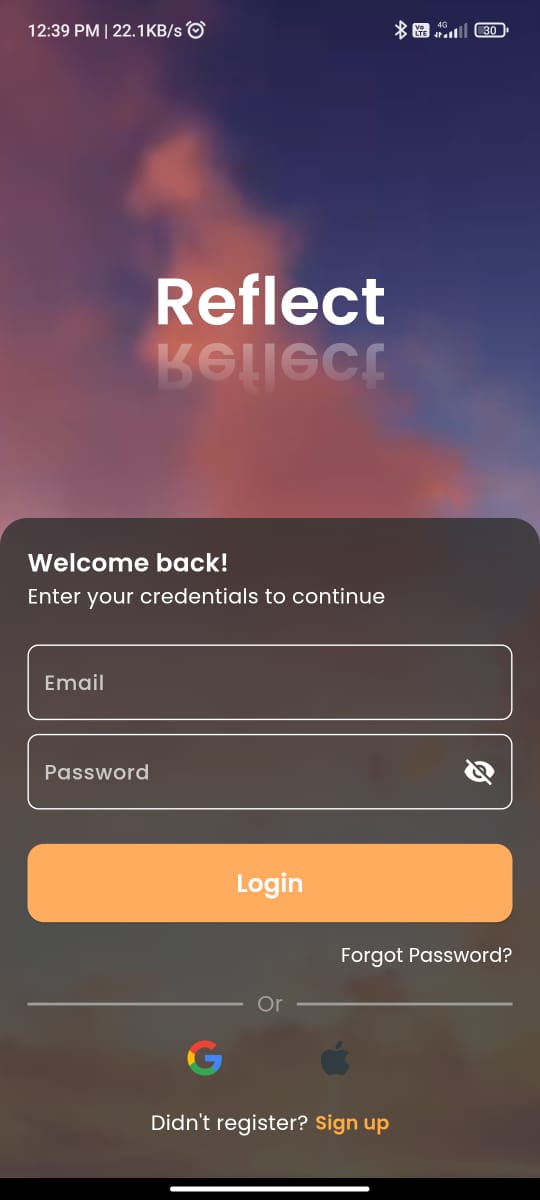 12:39 PM | 22.1KB/s
Vo LTE 4G 30
Reflect
Reflect
Welcome back!
Enter your credentials to continue
Email
Password
Login
Forgot Password?
Or
Didn't register? Sign up